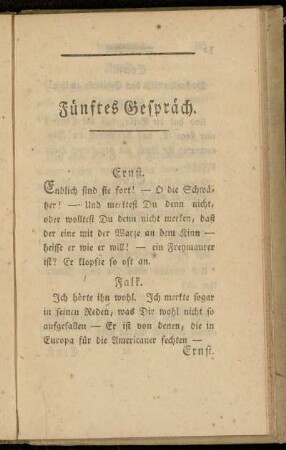 Fünftes Gespräch.
Ernst.
Endlich sind sie fort! — O die Schwä-
tzer! — Und merktest Du denn nicht,
oder wolltest Du denn nicht merken, daß
der eine mit der Warze an dem Kinn —
heisse er wie er will! — ein Freymaurer
ist? Er klopfte so oft an.
Falk.
Ich hörte ihn wohl. Ich merkte sogar
in seinen Reden, was Dir wohl nicht so
aufgefallen — Er ist von denen, die in
Europa für die Americaner fechten —
Ernst.